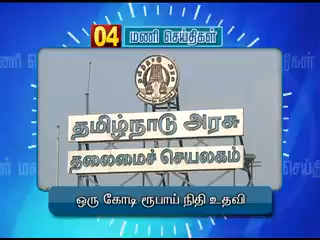 04 மணி செய்திகள்
தமிழ்நாடு அரசு
தலைமைச் செயலகம்
ஒரு கோடி ரூபாய் நிதி உதவி